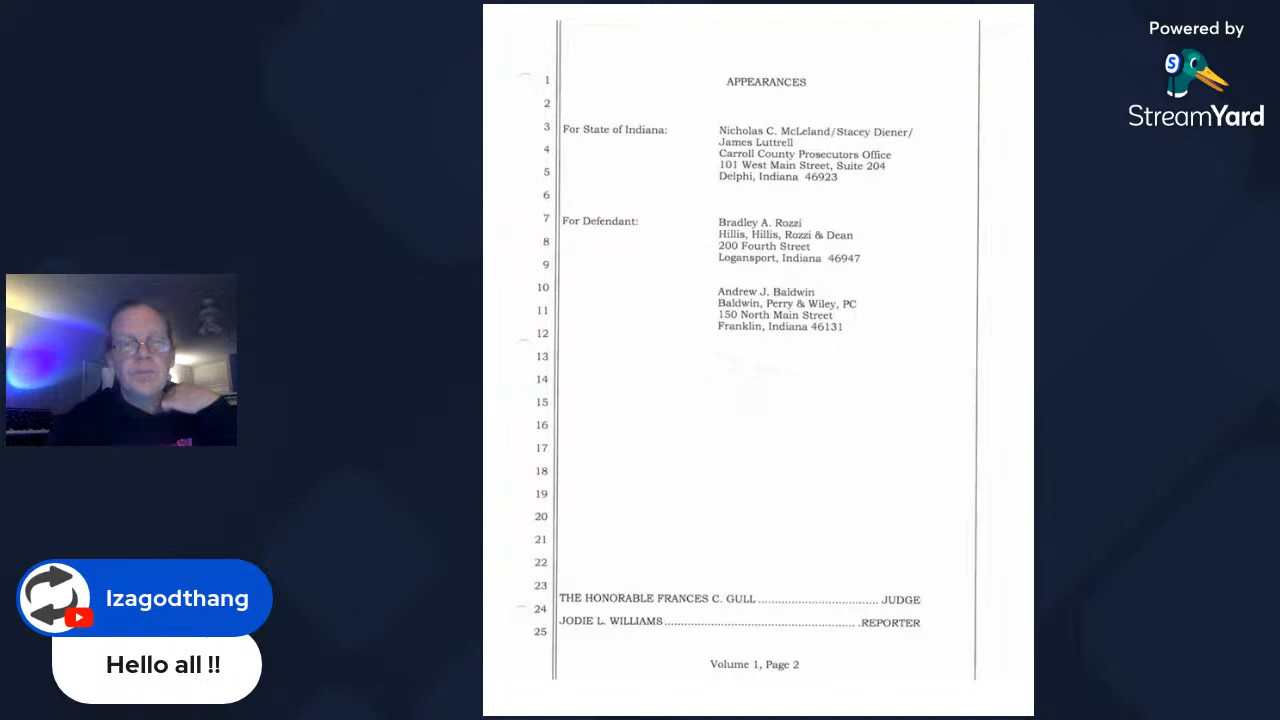 APPEARANCES
1
2
3 For State of Indiana: Nicholas C. McLeland/Stacey Diener/
James Luttrell
4 Carroll County Prosecutors Office
101 West Main Street, Suite 204
5 Delphi, Indiana 46923
6
7 For Defendant: Bradley A. Rozzi
Hillis, Hillis, Rozzi & Dean
8 200 Fourth Street
9 Logansport, Indiana 46947
10 Andrew J. Baldwin
Baldwin, Perry & Wiley, PC
11 150 North Main Street
12 Franklin, Indiana 46131
13
14
15
16
17
18
19
20
21
22
23
THE HONORABLE FRANCES C. GULL .................................. JUDGE
24
JODIE L. WILLIAMS ....................................................... .REPORTER
25
Volume 1, Page 2
Powered by
S
StreamYard
Izagodthang
Hello all !!